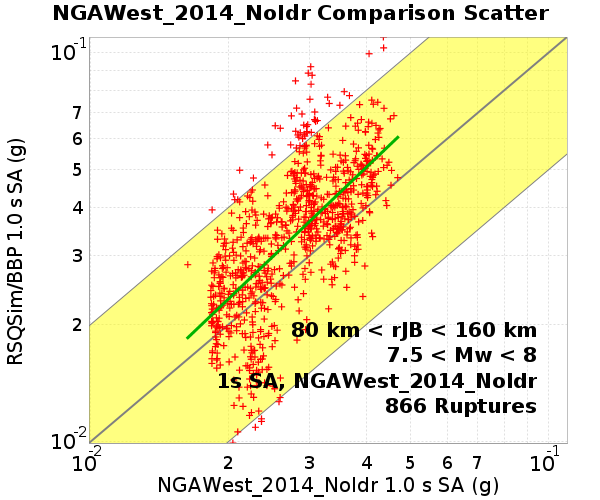 NGAWest_2014_NoIdr Comparison Scatter
RSQSim/BBP 1.0 s SA (g)
10-1
7
6
5
4
3
2
10-2
80 km < rJB < 160 km
7.5 < Mw < 8
1s SA, NGAWest_2014_NoIdr
866 Ruptures
10-2 2 3 4 5 6 7 10-1
NGAWest_2014_NoIdr 1.0 s SA (g)